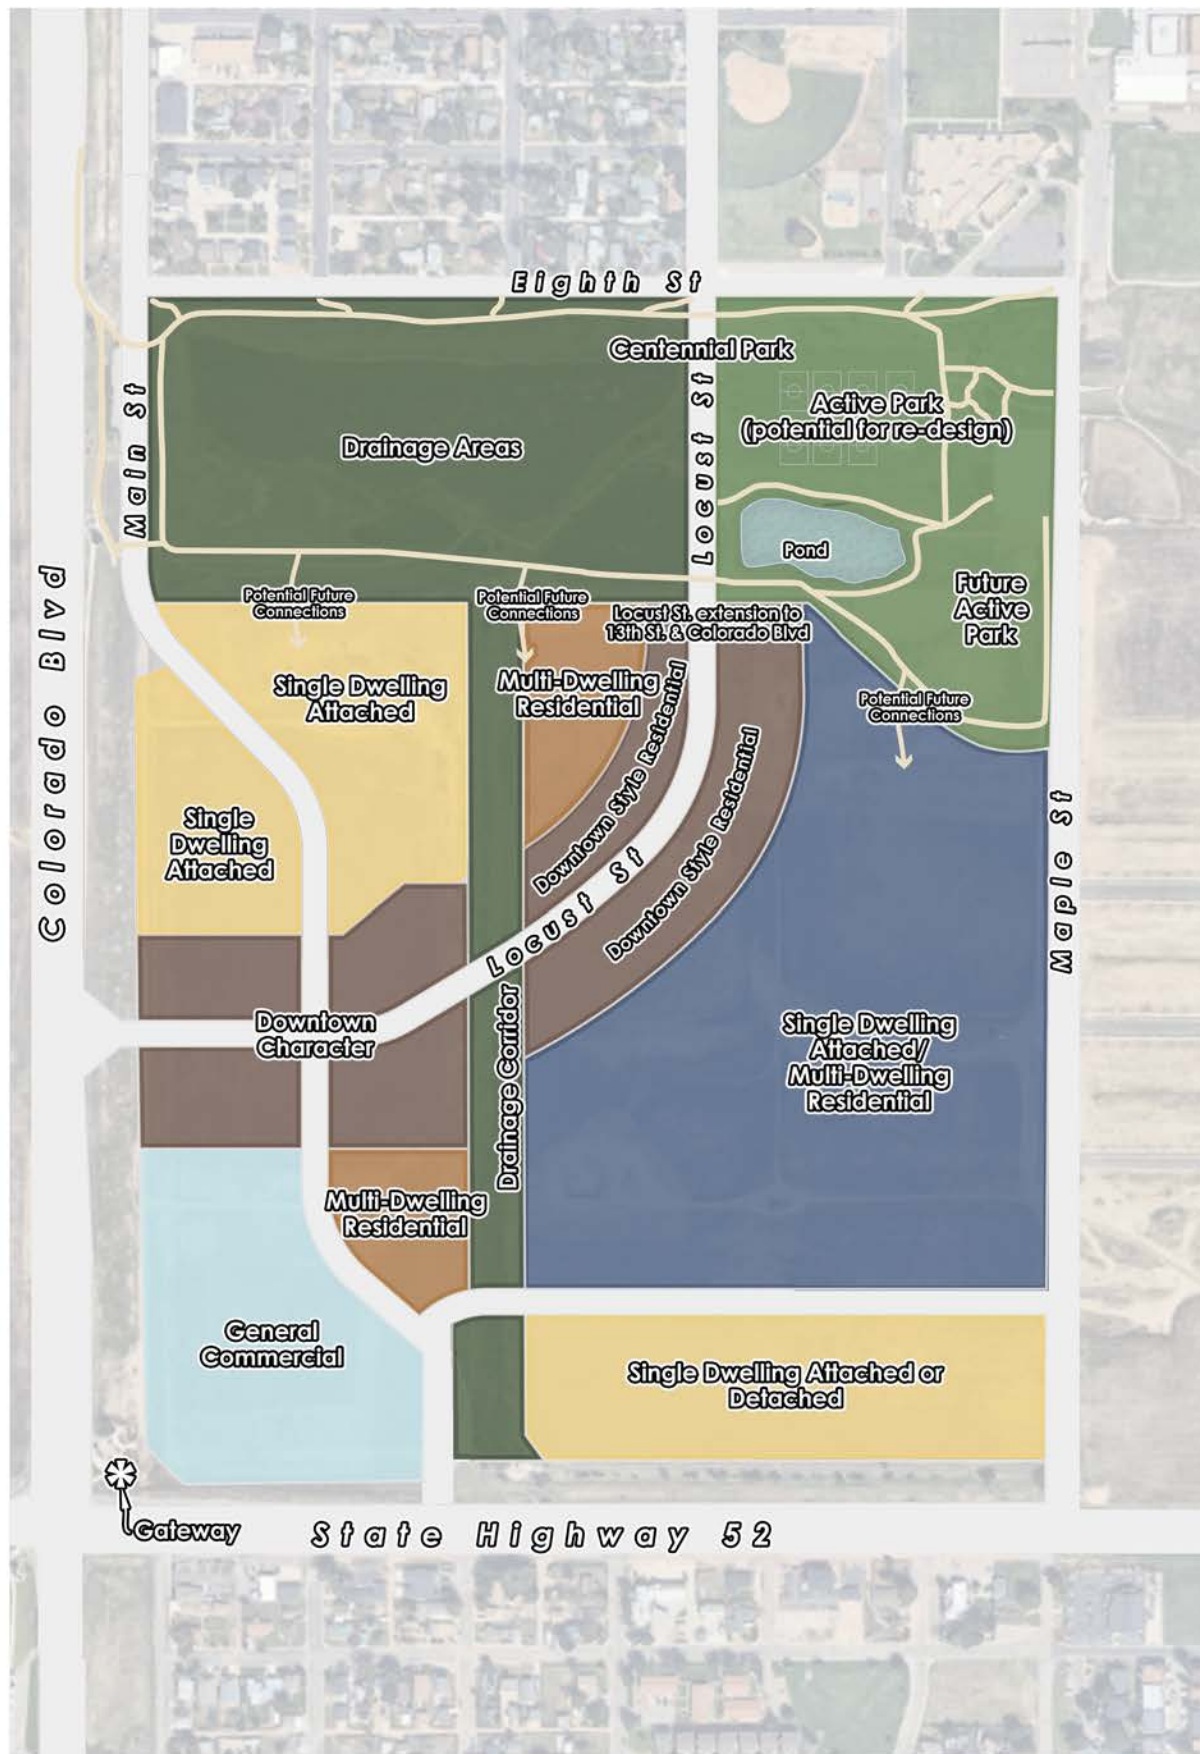 Eighth St
Centennial Park
Main St
Locust St
Active Park
(potential for re-design)
Drainage Areas
Pond
Colorado Blvd
Potential Future
Connections
Potential Future
Connections
Locust St. extension to
13th St. & Colorado Blvd
Future
Active
Park
Single Dwelling
Attached
Multi-Dwelling
Residential
Downtown Style Residential
Downtown Style Residential
Potential Future
Connections
Single
Dwelling
Attached
Maple St
Locust St
Downtown
Character
Drainage Corridor
Single Dwelling
Attached/
Multi-Dwelling
Residential
Multi-Dwelling
Residential
General
Commercial
Single Dwelling Attached or
Detached
Gateway
State Highway 52